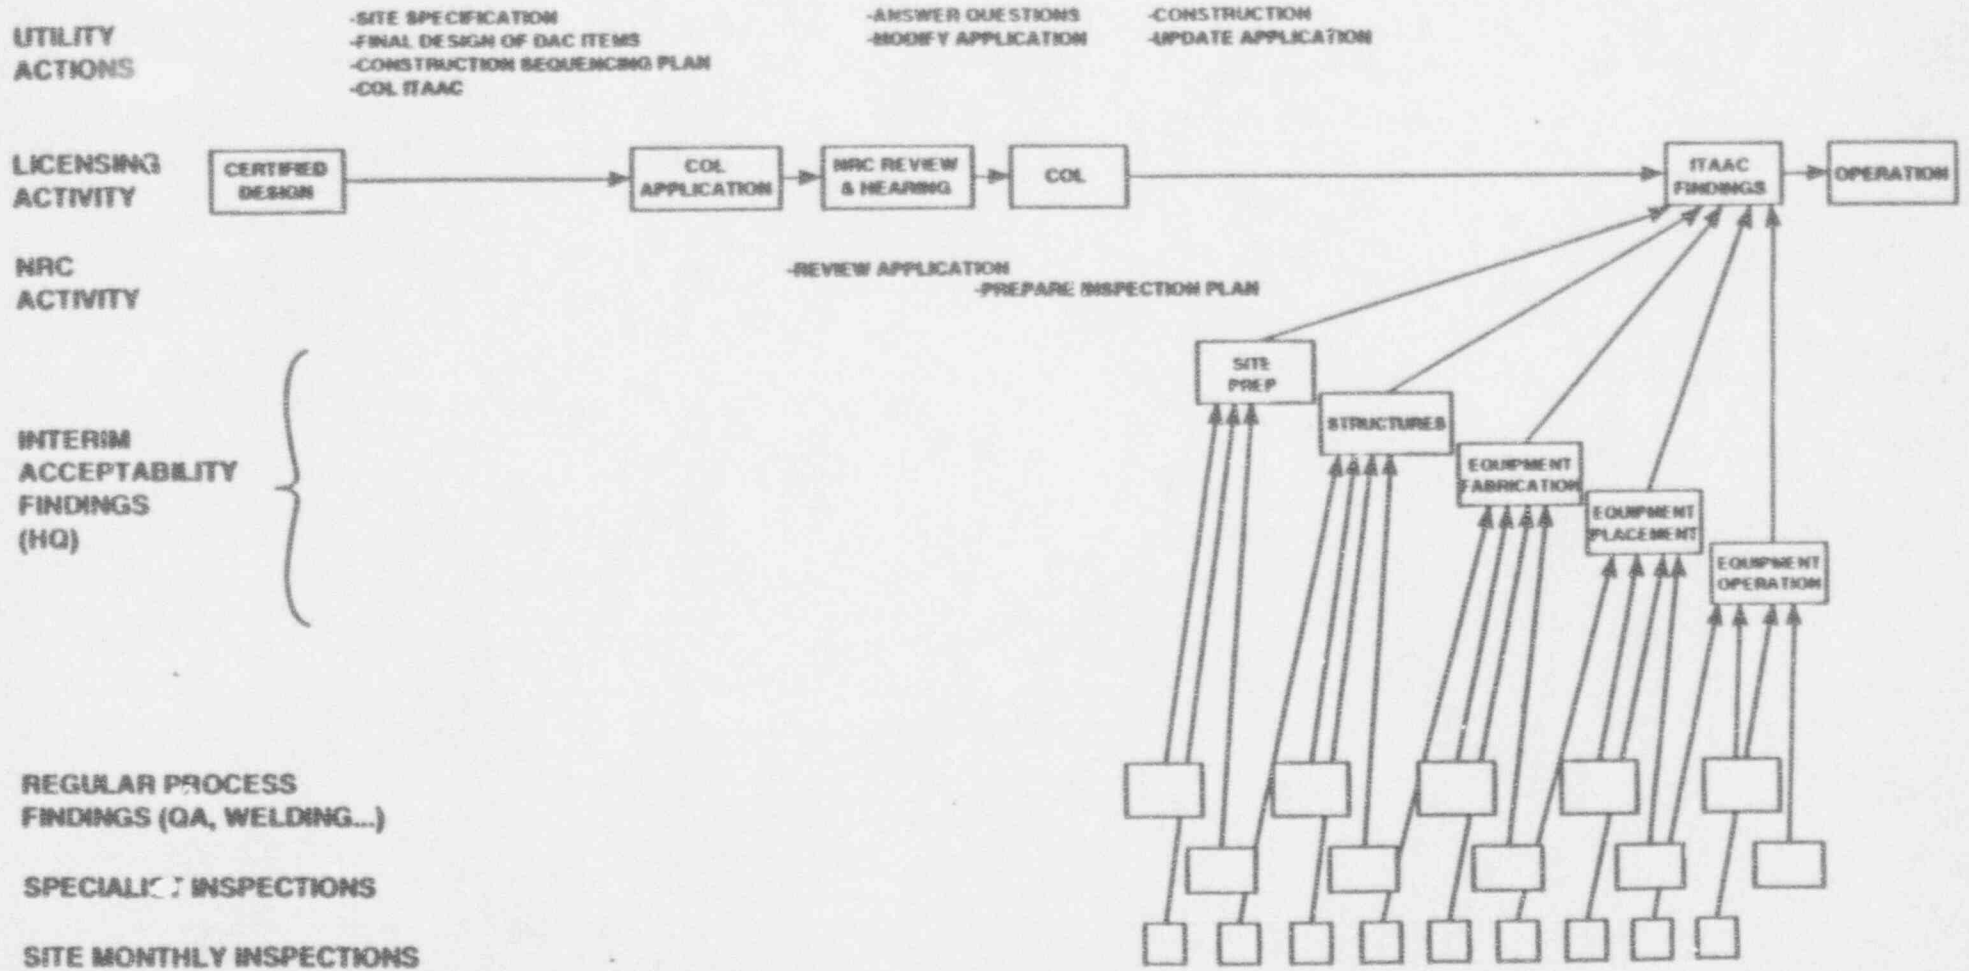 UTILITY
ACTIONS
-SITE SPECIFICATION
-FINAL DESIGN OF DAC ITEMS
-CONSTRUCTION SEQUENCING PLAN
-COL ITAAC
-ANSWER QUESTIONS
-MODIFY APPLICATION
-CONSTRUCTION
-UPDATE APPLICATION
LICENSING
ACTIVITY
CERTIFIED
DESIGN
COL
APPLICATION
NRC REVIEW
& HEARING
COL
ITAAC
FINDINGS
OPERATION
NRC
ACTIVITY
-REVIEW APPLICATION
-PREPARE INSPECTION PLAN
INTERIM
ACCEPTABILITY
FINDINGS
(HQ)
SITE
PREP
STRUCTURES
EQUIPMENT
FABRICATION
EQUIPMENT
PLACEMENT
EQUIPMENT
OPERATION
REGULAR PROCESS
FINDINGS (QA, WELDING...)
SPECIALIST INSPECTIONS
SITE MONTHLY INSPECTIONS